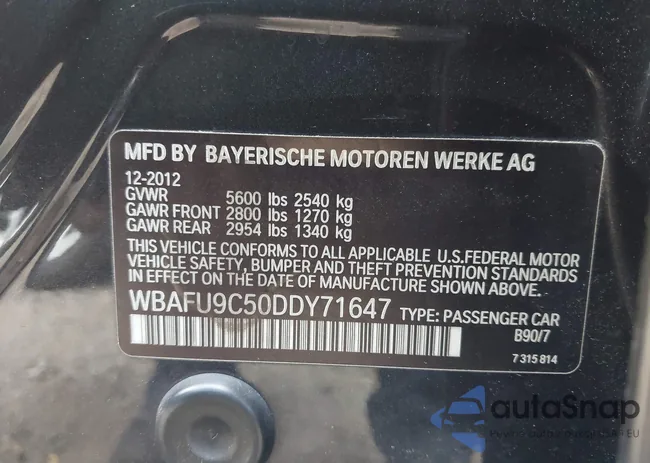 MFD BY BAYERISCHE MOTOREN WERKE AG
12-2012
GVWR 5600 lbs 2540 kg
GAWR FRONT 2800 lbs 1270 kg
GAWR REAR 2954 lbs 1340 kg
THIS VEHICLE CONFORMS TO ALL APPLICABLE U.S.FEDERAL MOTOR
VEHICLE SAFETY, BUMPER AND THEFT PREVENTION STANDARDS
IN EFFECT ON THE DATE OF MANUFACTURE SHOWN ABOVE.
WBAFU9C50DDY71647 TYPE: PASSENGER CAR
B90/7
7 315 814
autoSnap